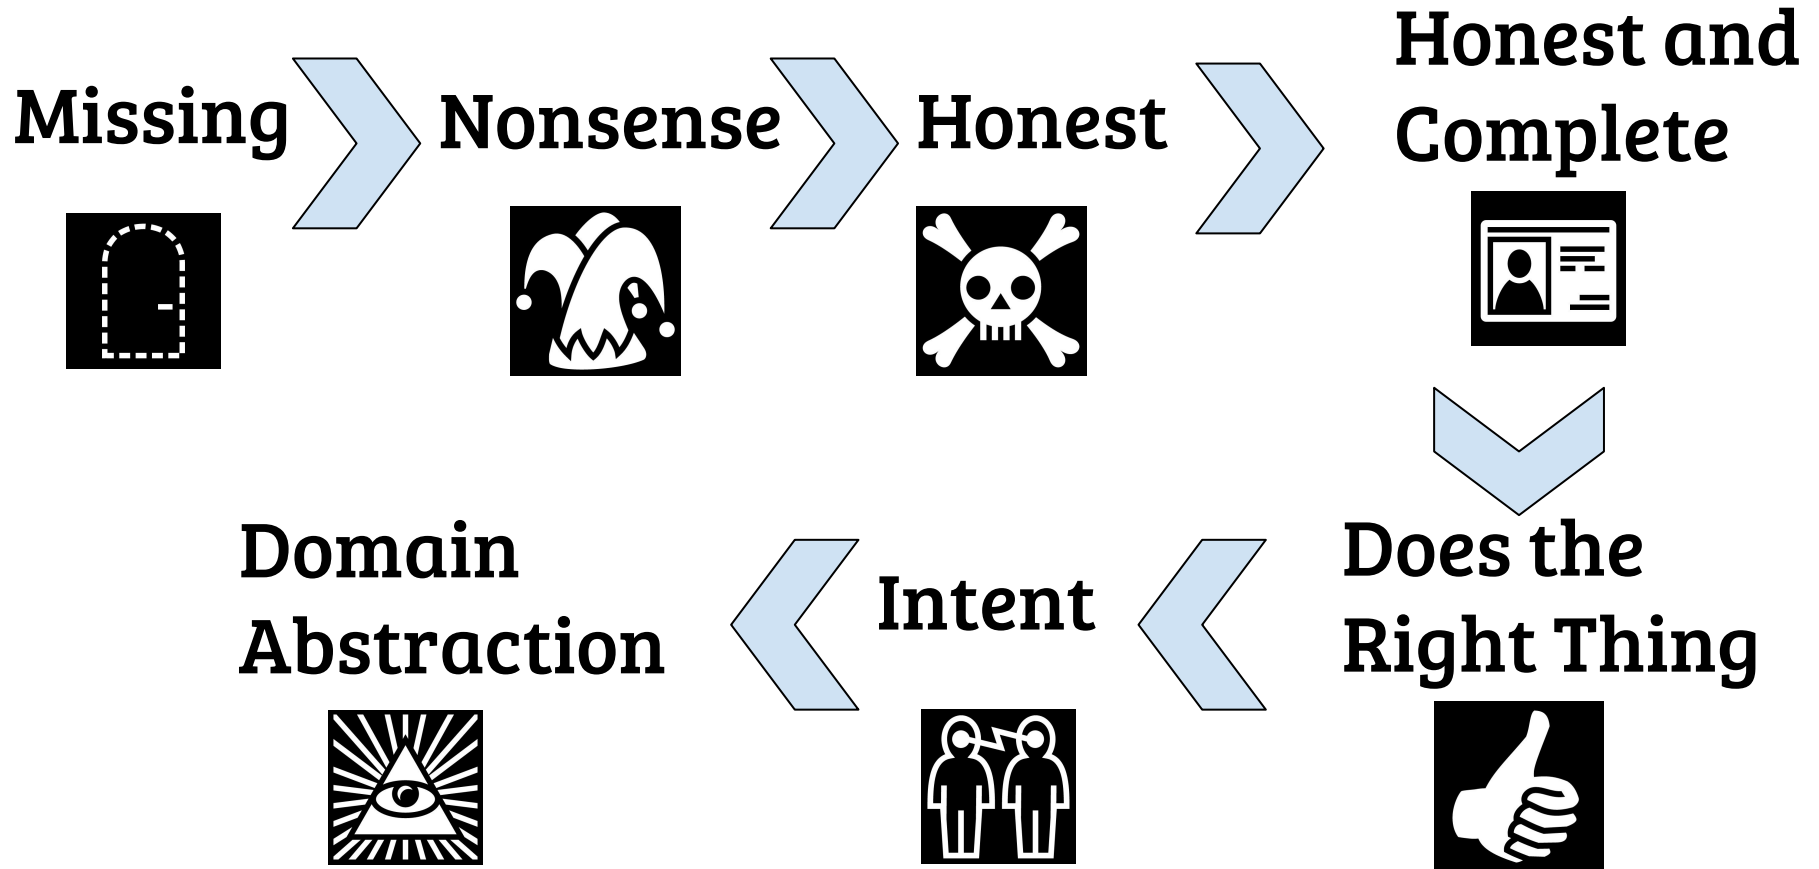 Missing
Nonsense
Honest
Honest and
Complete
Does the
Right Thing
Intent
Domain
Abstraction